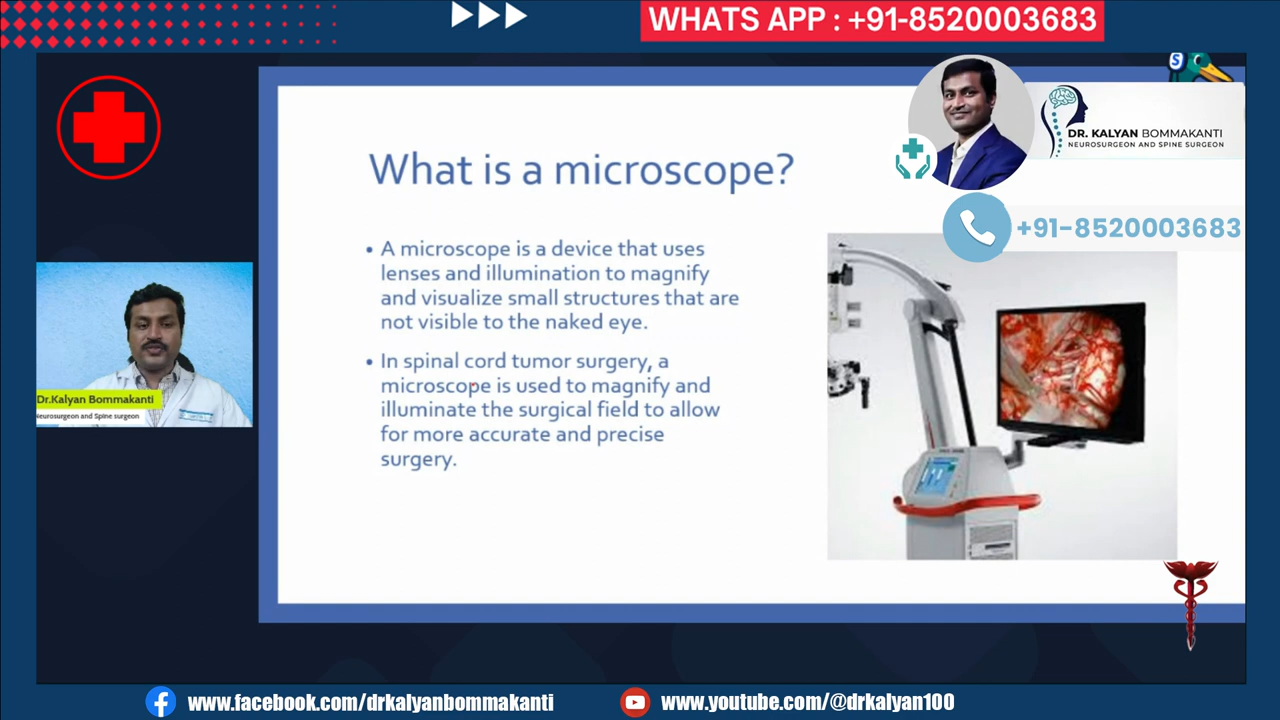 WHATS APP : +91-8520003683
S
DR. KALYAN BOMMAKANTI
NEUROSURGEON AND SPINE SURGEON
+91-8520003683
What is a microscope?
• A microscope is a device that uses
lenses and illumination to magnify
and visualize small structures that are
not visible to the naked eye.
• In spinal cord tumor surgery, a
microscope is used to magnify and
illuminate the surgical field to allow
for more accurate and precise
surgery.
Dr.Kalyan Bommakanti
Neurosurgeon and Spine surgeon
www.facebook.com/drkalyanbommakanti
www.youtube.com/@drkalyan100